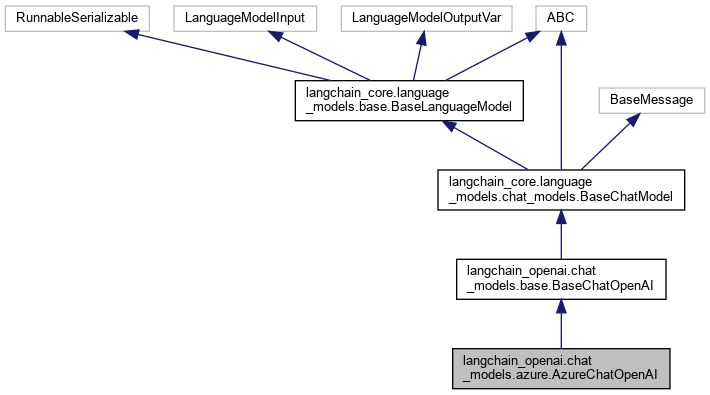 RunnableSerializable
LanguageModelInput
LanguageModelOutputVar
ABC
langchain_core.language
_models.base.BaseLanguageModel
BaseMessage
langchain_core.language
_models.chat_models.BaseChatModel
langchain_openai.chat
_models.base.BaseChatOpenAI
langchain_openai.chat
_models.azure.AzureChatOpenAI